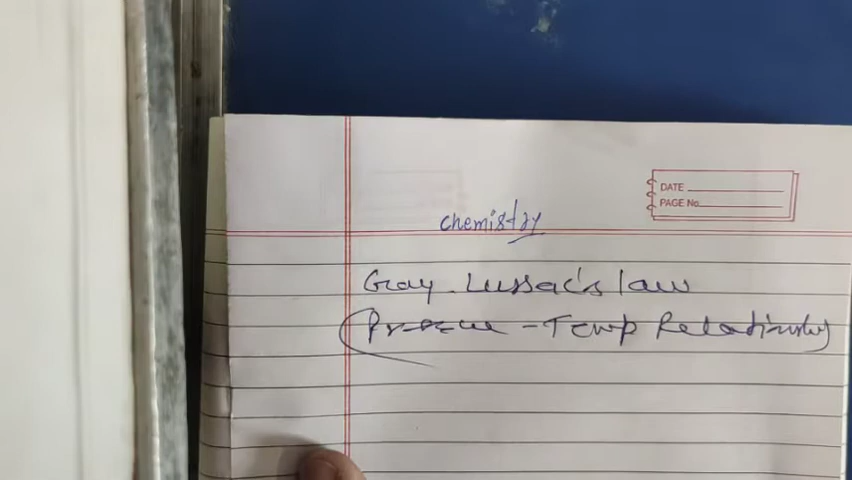 DATE
PAGE No.
chemistry
Gay. Lussac's law
(Pressure - Temp Relationship)